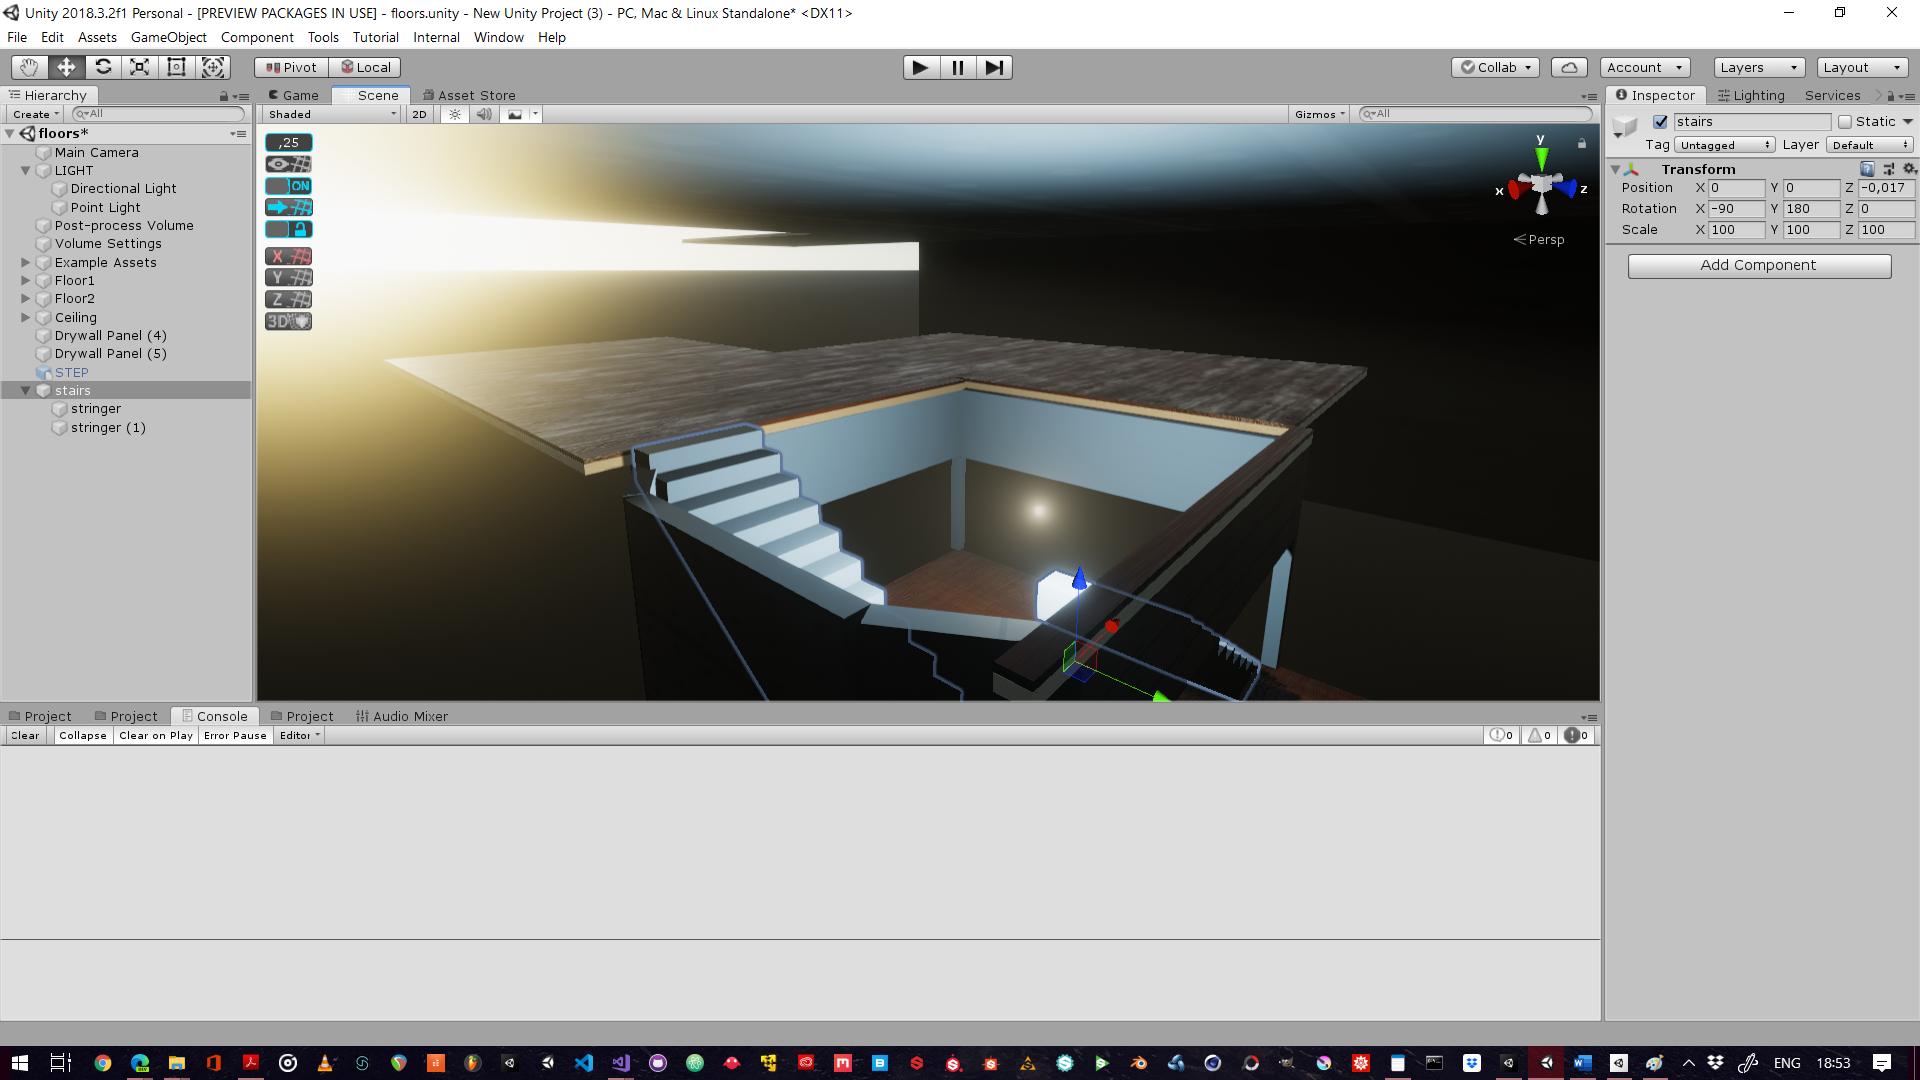 Unity 2018.3.2f1 Personal - [PREVIEW PACKAGES IN USE] - floors.unity - New Unity Project (3) - PC, Mac & Linux Standalone* <DX11>
File Edit Assets GameObject Component Tools Tutorial Internal Window Help
Pivot Local Collab Account Layers Layout
Hierarchy Game Scene Asset Store Inspector Lighting Services
Create All Shaded 2D Gizmos All
stairs Static
floors*
Tag Untagged Layer Default
,25
Main Camera
LIGHT
Directional Light
Point Light
Post-process Volume
Volume Settings
Example Assets
Floor1
Floor2
Ceiling
Drywall Panel (4)
Drywall Panel (5)
STEP
stairs
stringer
stringer (1)
ON
X
Y
Z
3D
y
x
z
Persp
Transform
Position X 0 Y 0 Z -0,017
Rotation X -90 Y 180 Z 0
Scale X 100 Y 100 Z 100
Add Component
Project Project Console Project Audio Mixer
Clear Collapse Clear on Play Error Pause Editor 0 0 0
ENG 18:53